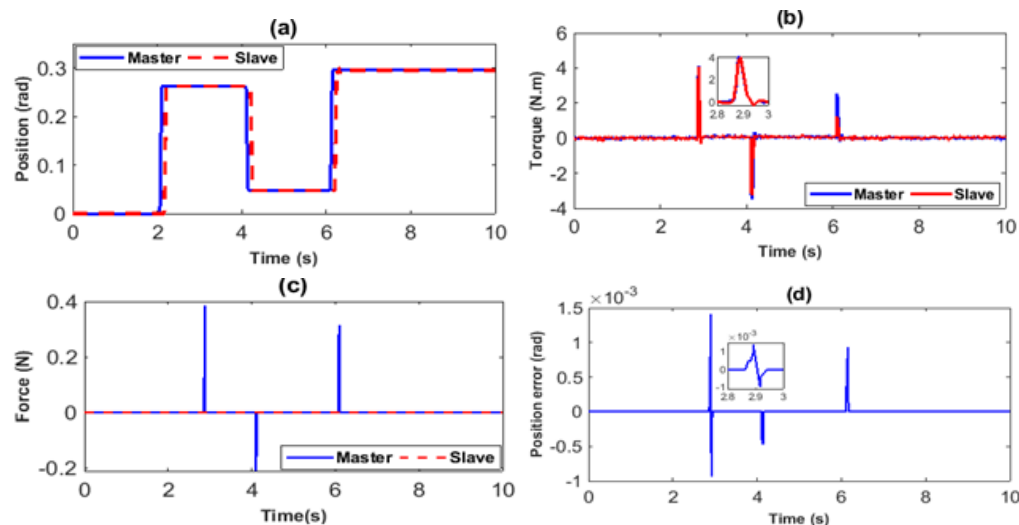 (a)
Master
Slave
Position (rad)
0.3
0.2
0.1
0
0 2 4 6 8 10
Time (s)
(b)
Torque (N.m)
6
4
2
0
-2
-4
4
2
0
2.8 2.9 3
Master
Slave
0 2 4 6 8 10
Time (s)
(c)
Force (N)
0.4
0.2
0
-0.2
Master
Slave
0 2 4 6 8 10
Time(s)
(d)
×10-3
Position error (rad)
1.5
1
0.5
0
-0.5
-1
×10-3
1
0
-1
2.8 2.9 3
0 2 4 6 8 10
Time (s)